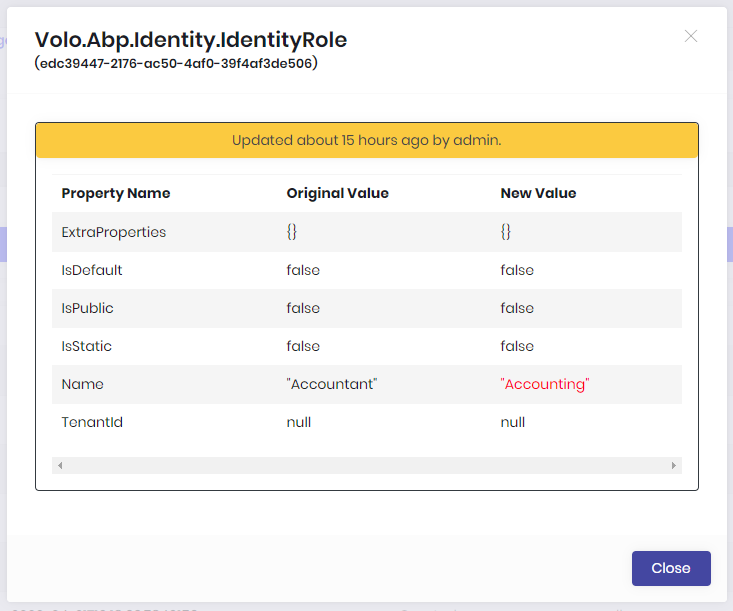 Volo.Abp.Identity.IdentityRole
(edc39447-2176-ac50-4af0-39f4af3de506)
Updated about 15 hours ago by admin.
Property Name Original Value New Value
ExtraProperties {} {}
IsDefault false false
IsPublic false false
IsStatic false false
Name "Accountant" "Accounting"
TenantId null null
Close